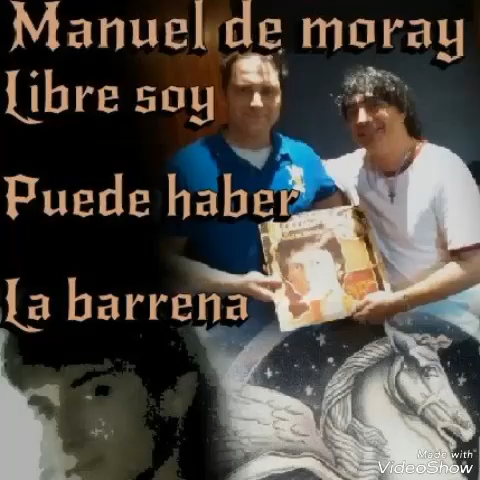 Manuel de moray
Libre soy
Puede haber
La barrena
Made with
VideoShow